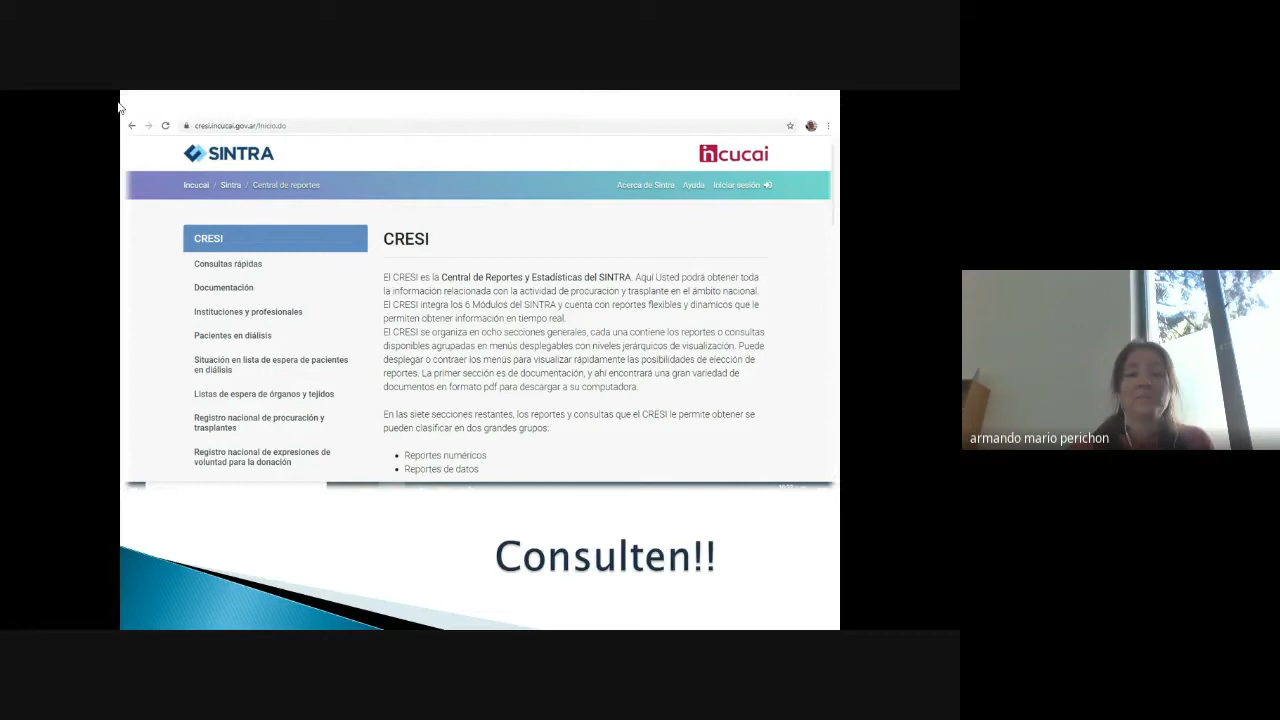 cresi.incucai.gov.ar/Inicio.do
SINTRA
incucai
Incucai / Sintra / Central de reportes
Acerca de Sintra Ayuda Iniciar sesión
CRESI
Consultas rápidas
Documentación
Instituciones y profesionales
Pacientes en diálisis
Situación en lista de espera de pacientes
en diálisis
Listas de espera de órganos y tejidos
Registro nacional de procuración y
trasplantes
Registro nacional de expresiones de
voluntad para la donación
CRESI
El CRESI es la Central de Reportes y Estadísticas del SINTRA. Aquí Usted podrá obtener toda
la información relacionada con la actividad de procuracion y trasplante en el ámbito nacional.
El CRESI integra los 6 Módulos del SINTRA y cuenta con reportes flexibles y dinamicos que le
permiten obtener información en tiempo real.
El CRESI se organiza en ocho secciones generales, cada una contiene los reportes o consultas
disponibles agrupadas en menús desplegables con niveles jerárquicos de visualización. Puede
desplegar o contraer los menús para visualizar rápidamente las posibilidades de elección de
reportes. La primer sección es de documentación, y ahí encontrará una gran variedad de
documentos en formato pdf para descargar a su computadora.
En las siete secciones restantes, los reportes y consultas que el CRESI le permite obtener se
pueden clasificar en dos grandes grupos:
• Reportes numéricos
• Reportes de datos
Consulten!!
armando mario perichon